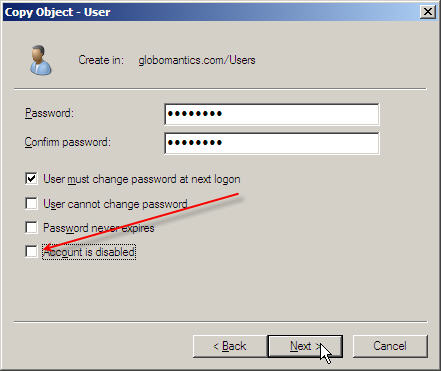 Copy Object - User
Create in: globomantics.com/Users
Password: ••••••••
Confirm password: ••••••••
User must change password at next logon
User cannot change password
Password never expires
Account is disabled
< Back
Next >
Cancel